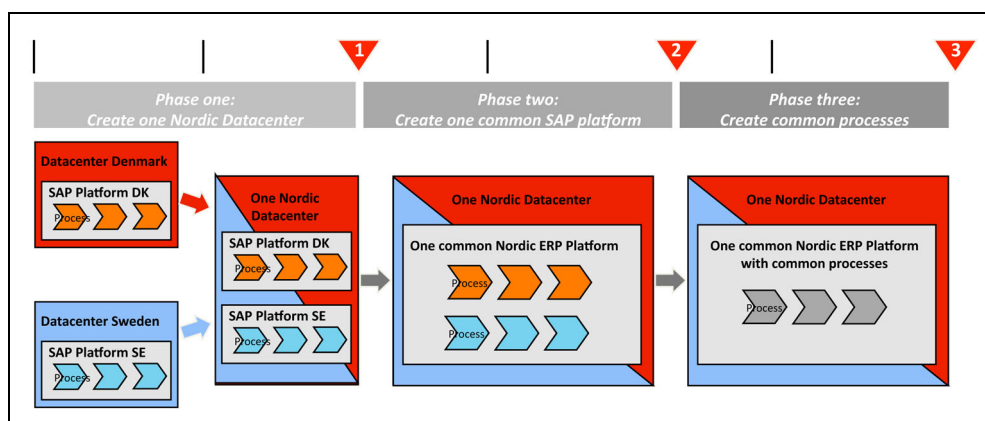 1
2
3
Phase one:
Create one Nordic Datacenter
Phase two:
Create one common SAP platform
Phase three:
Create common processes
Datacenter Denmark
SAP Platform DK
Process
Datacenter Sweden
SAP Platform SE
Process
One Nordic
Datacenter
SAP Platform DK
Process
SAP Platform SE
Process
One Nordic Datacenter
One common Nordic ERP Platform
Process
Process
One Nordic Datacenter
One common Nordic ERP Platform
with common processes
Process